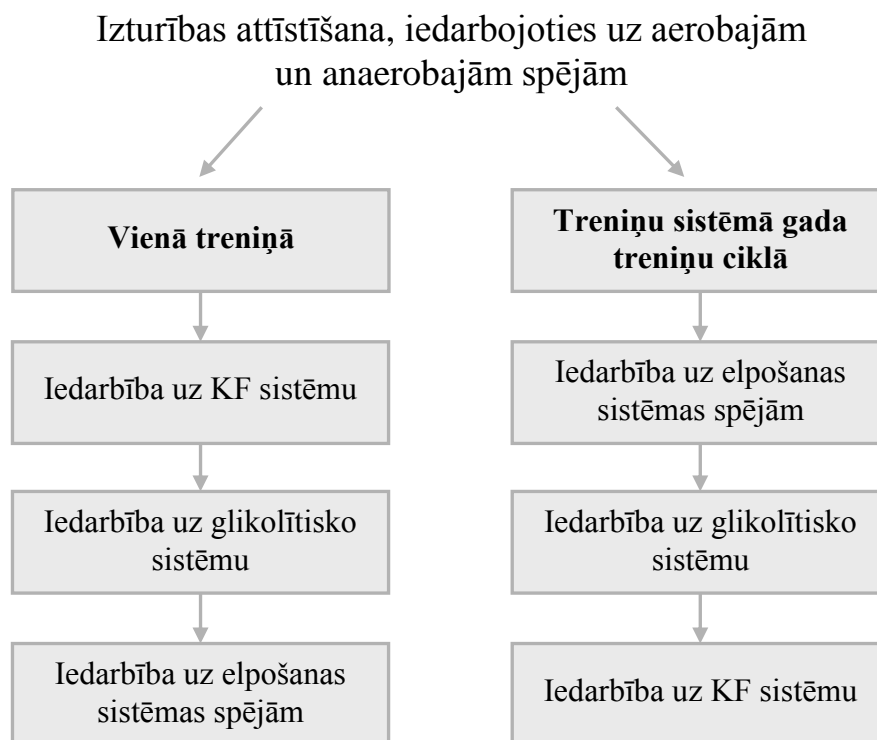 Izturības attīstīšana, iedarbojoties uz aerobajām
un anaerobajām spējām
Vienā treniņā
Iedarbība uz KF sistēmu
Iedarbība uz glikolītisko
sistēmu
Iedarbība uz elpošanas
sistēmas spējām
Treniņu sistēmā gada
treniņu ciklā
Iedarbība uz elpošanas
sistēmas spējām
Iedarbība uz glikolītisko
sistēmu
Iedarbība uz KF sistēmu